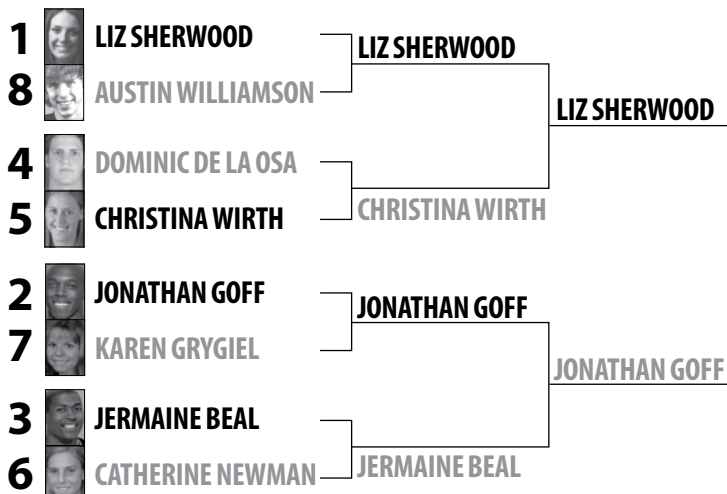 1 LIZ SHERWOOD
8 AUSTIN WILLIAMSON
4 DOMINIC DE LA OSA
5 CHRISTINA WIRTH
2 JONATHAN GOFF
7 KAREN GRYGIEL
3 JERMAINE BEAL
6 CATHERINE NEWMAN
LIZ SHERWOOD
CHRISTINA WIRTH
JONATHAN GOFF
JERMAINE BEAL
LIZ SHERWOOD
JONATHAN GOFF